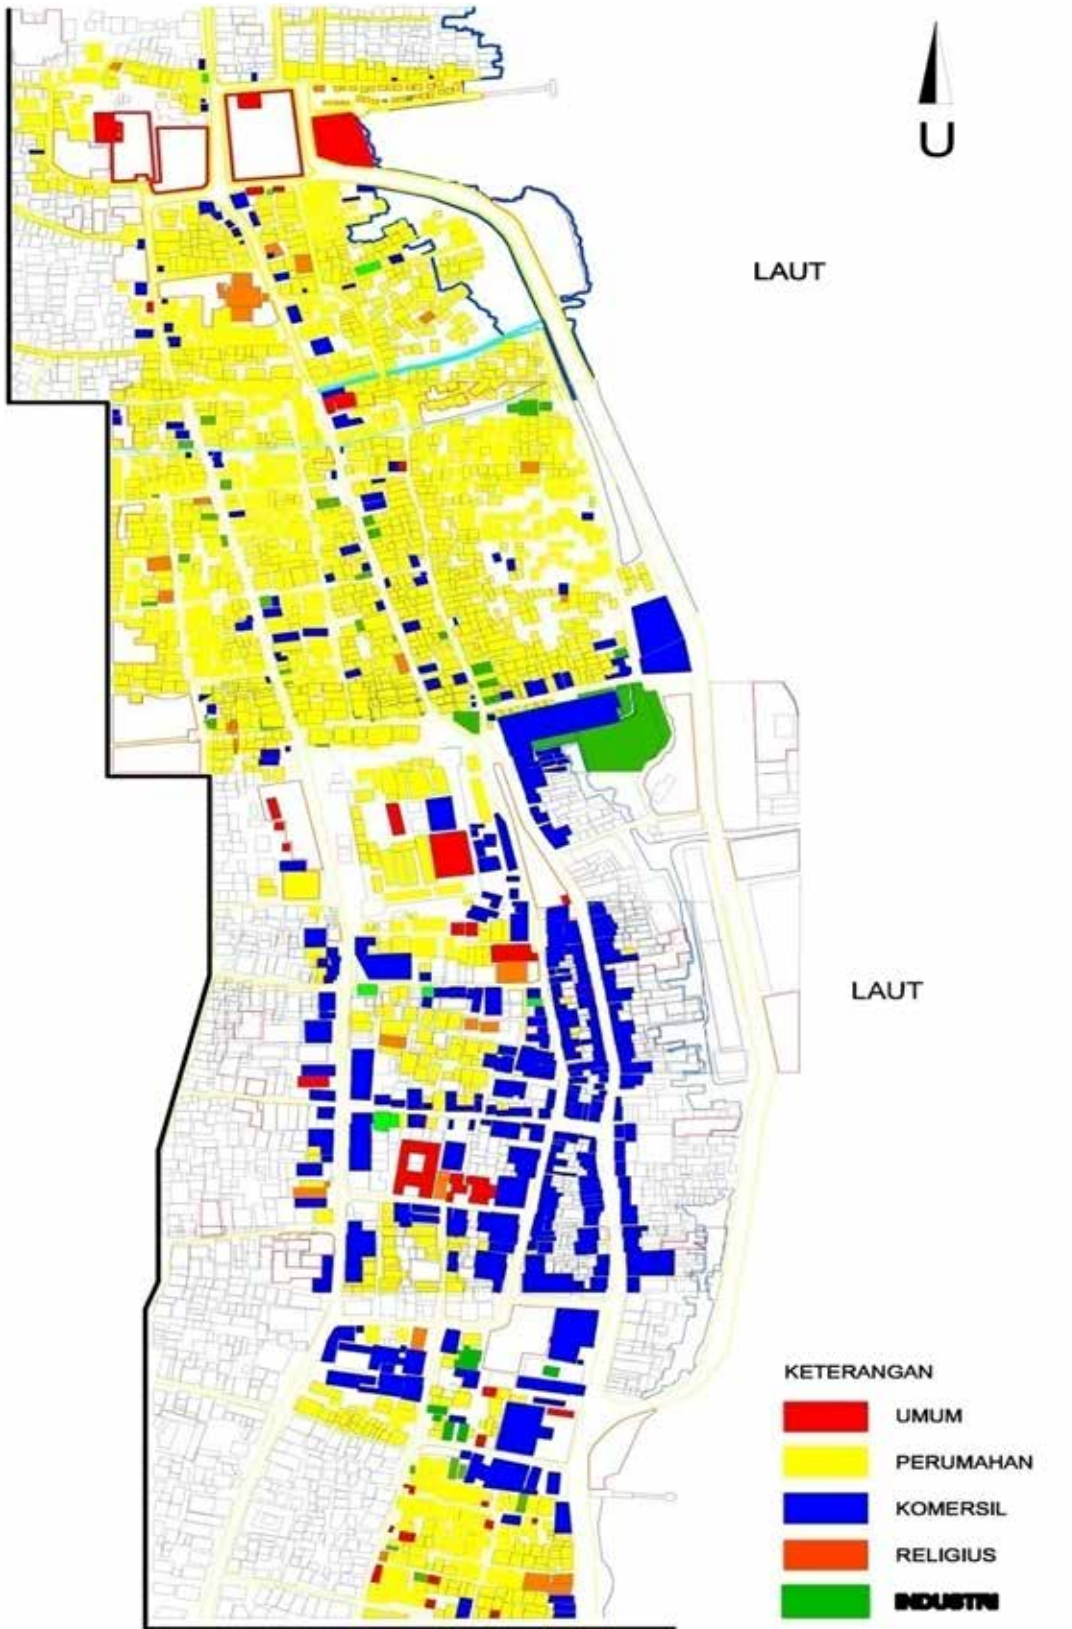 U
LAUT
LAUT
KETERANGAN
UMUM
PERUMAHAN
KOMERSIL
RELIGIUS
INDUSTRI